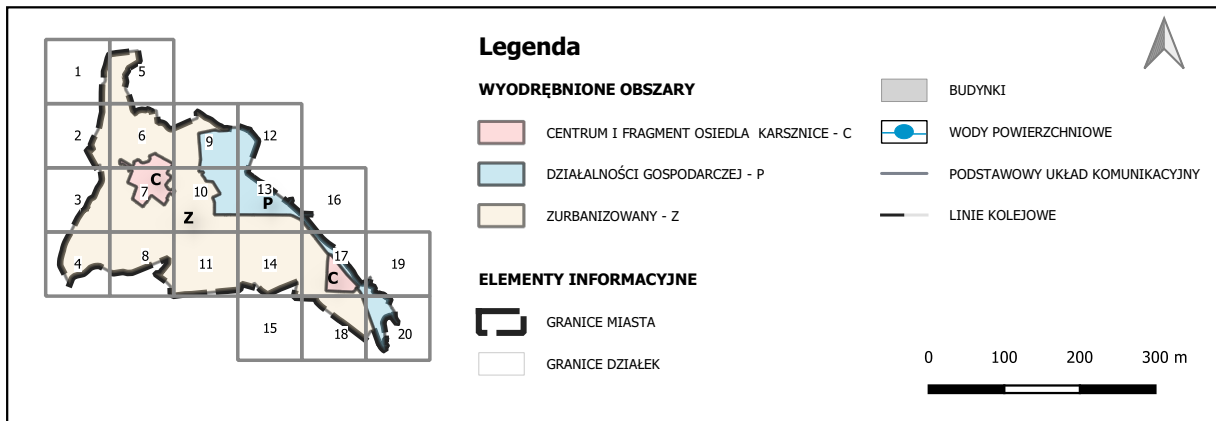 1
5
2
6
9
12
C
3
7
10
13
P
16
Z
4
8
11
14
17
C
19
15
18
20
Legenda
WYODRĘBNIONE OBSZARY
CENTRUM I FRAGMENT OSIEDLA KARSZNICE - C
DZIAŁALNOŚCI GOSPODARCZEJ - P
ZURBANIZOWANY - Z
ELEMENTY INFORMACYJNE
GRANICE MIASTA
GRANICE DZIAŁEK
BUDYNKI
WODY POWIERZCHNIOWE
PODSTAWOWY UKŁAD KOMUNIKACYJNY
LINIE KOLEJOWE
0 100 200 300 m